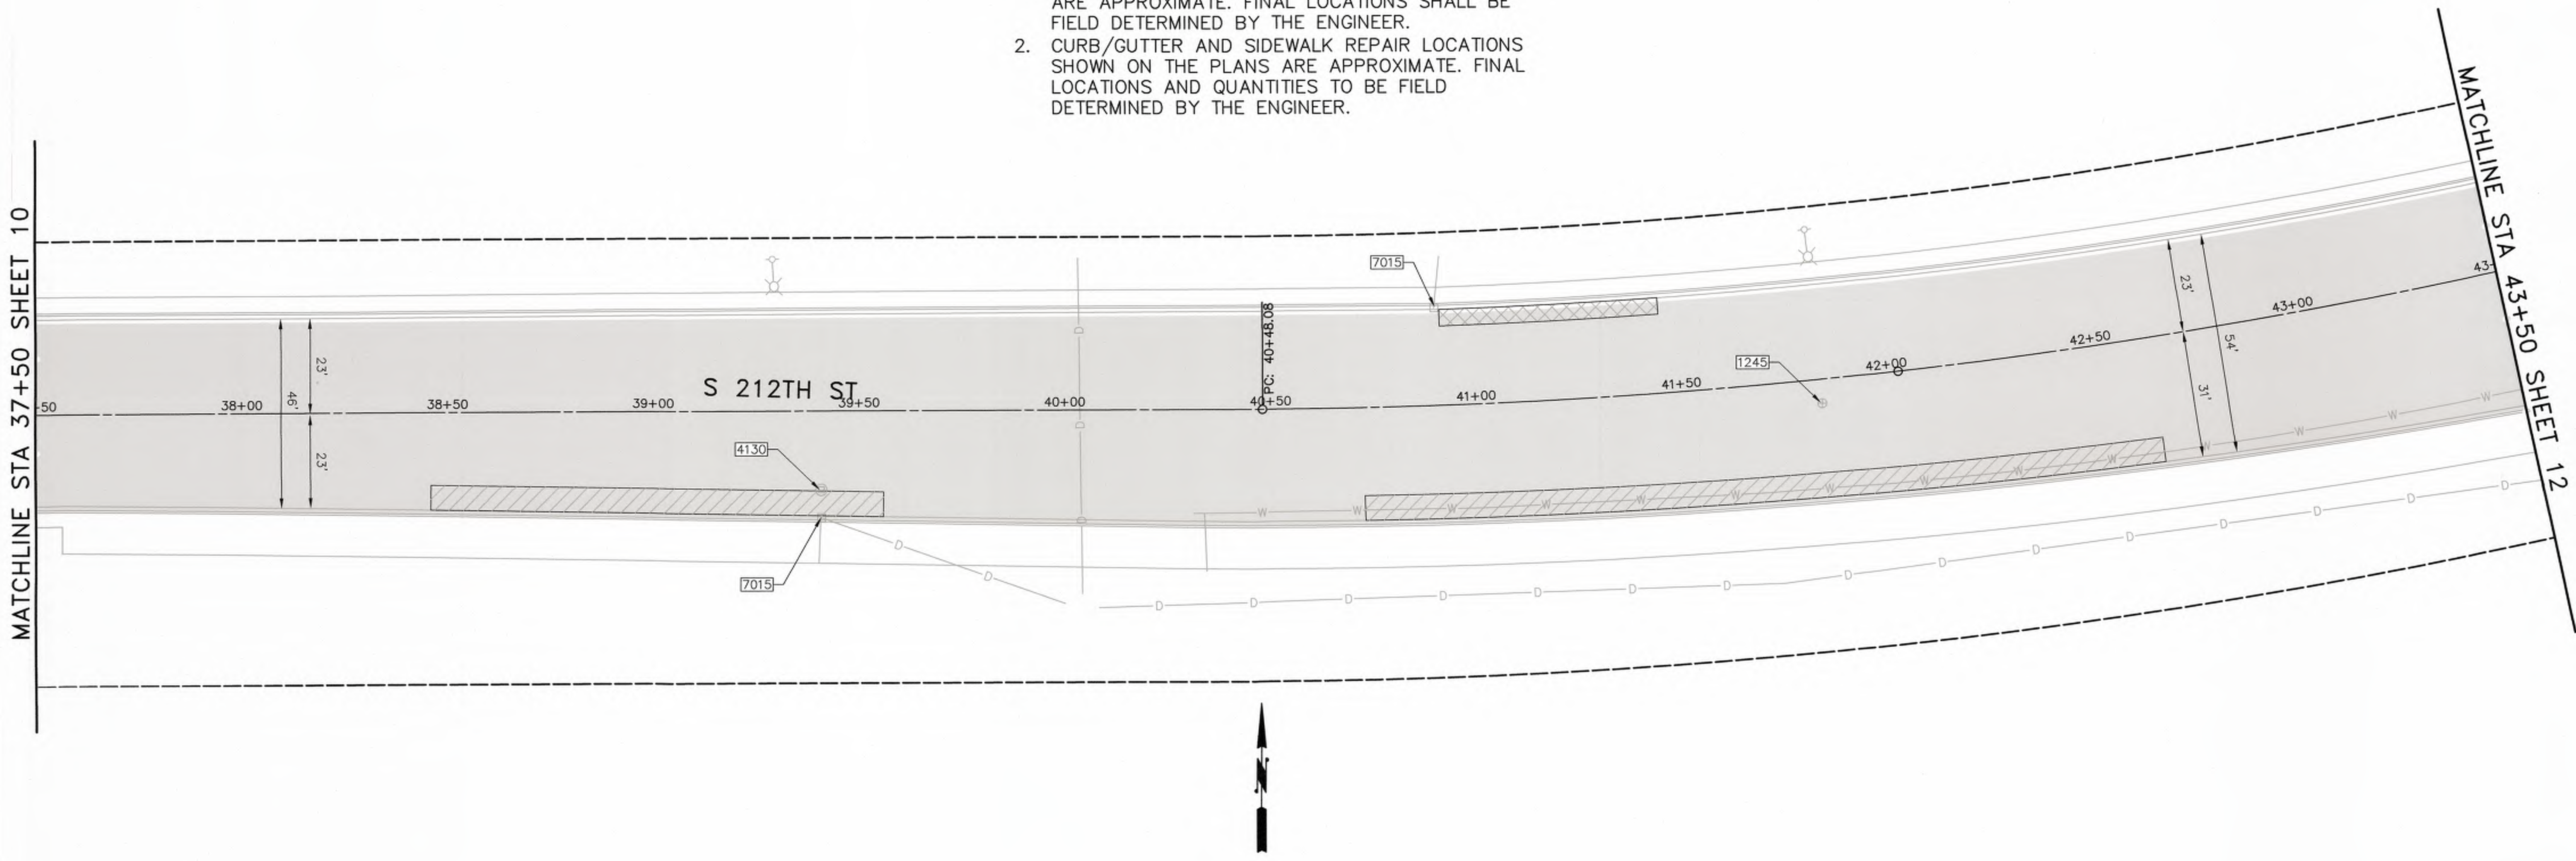 ARE APPROXIMATE. FINAL LOCATIONS SHALL BE
FIELD DETERMINED BY THE ENGINEER.
2. CURB/GUTTER AND SIDEWALK REPAIR LOCATIONS
SHOWN ON THE PLANS ARE APPROXIMATE. FINAL
LOCATIONS AND QUANTITIES TO BE FIELD
DETERMINED BY THE ENGINEER.
MATCHLINE STA 37+50 SHEET 10
MATCHLINE STA 43+50 SHEET 12
7015
23'
46'
23'
S 212TH ST
-50
38+00
38+50
39+00
39+50
40+00
40+50
PC: 40+48.08
41+00
41+50
1245
42+00
42+50
43+00
43-
23'
54'
31'
4130
7015
D
D
D
D
D
W W W W W W W W W W W W W W
D D D D D D D D D D D D D D D
N